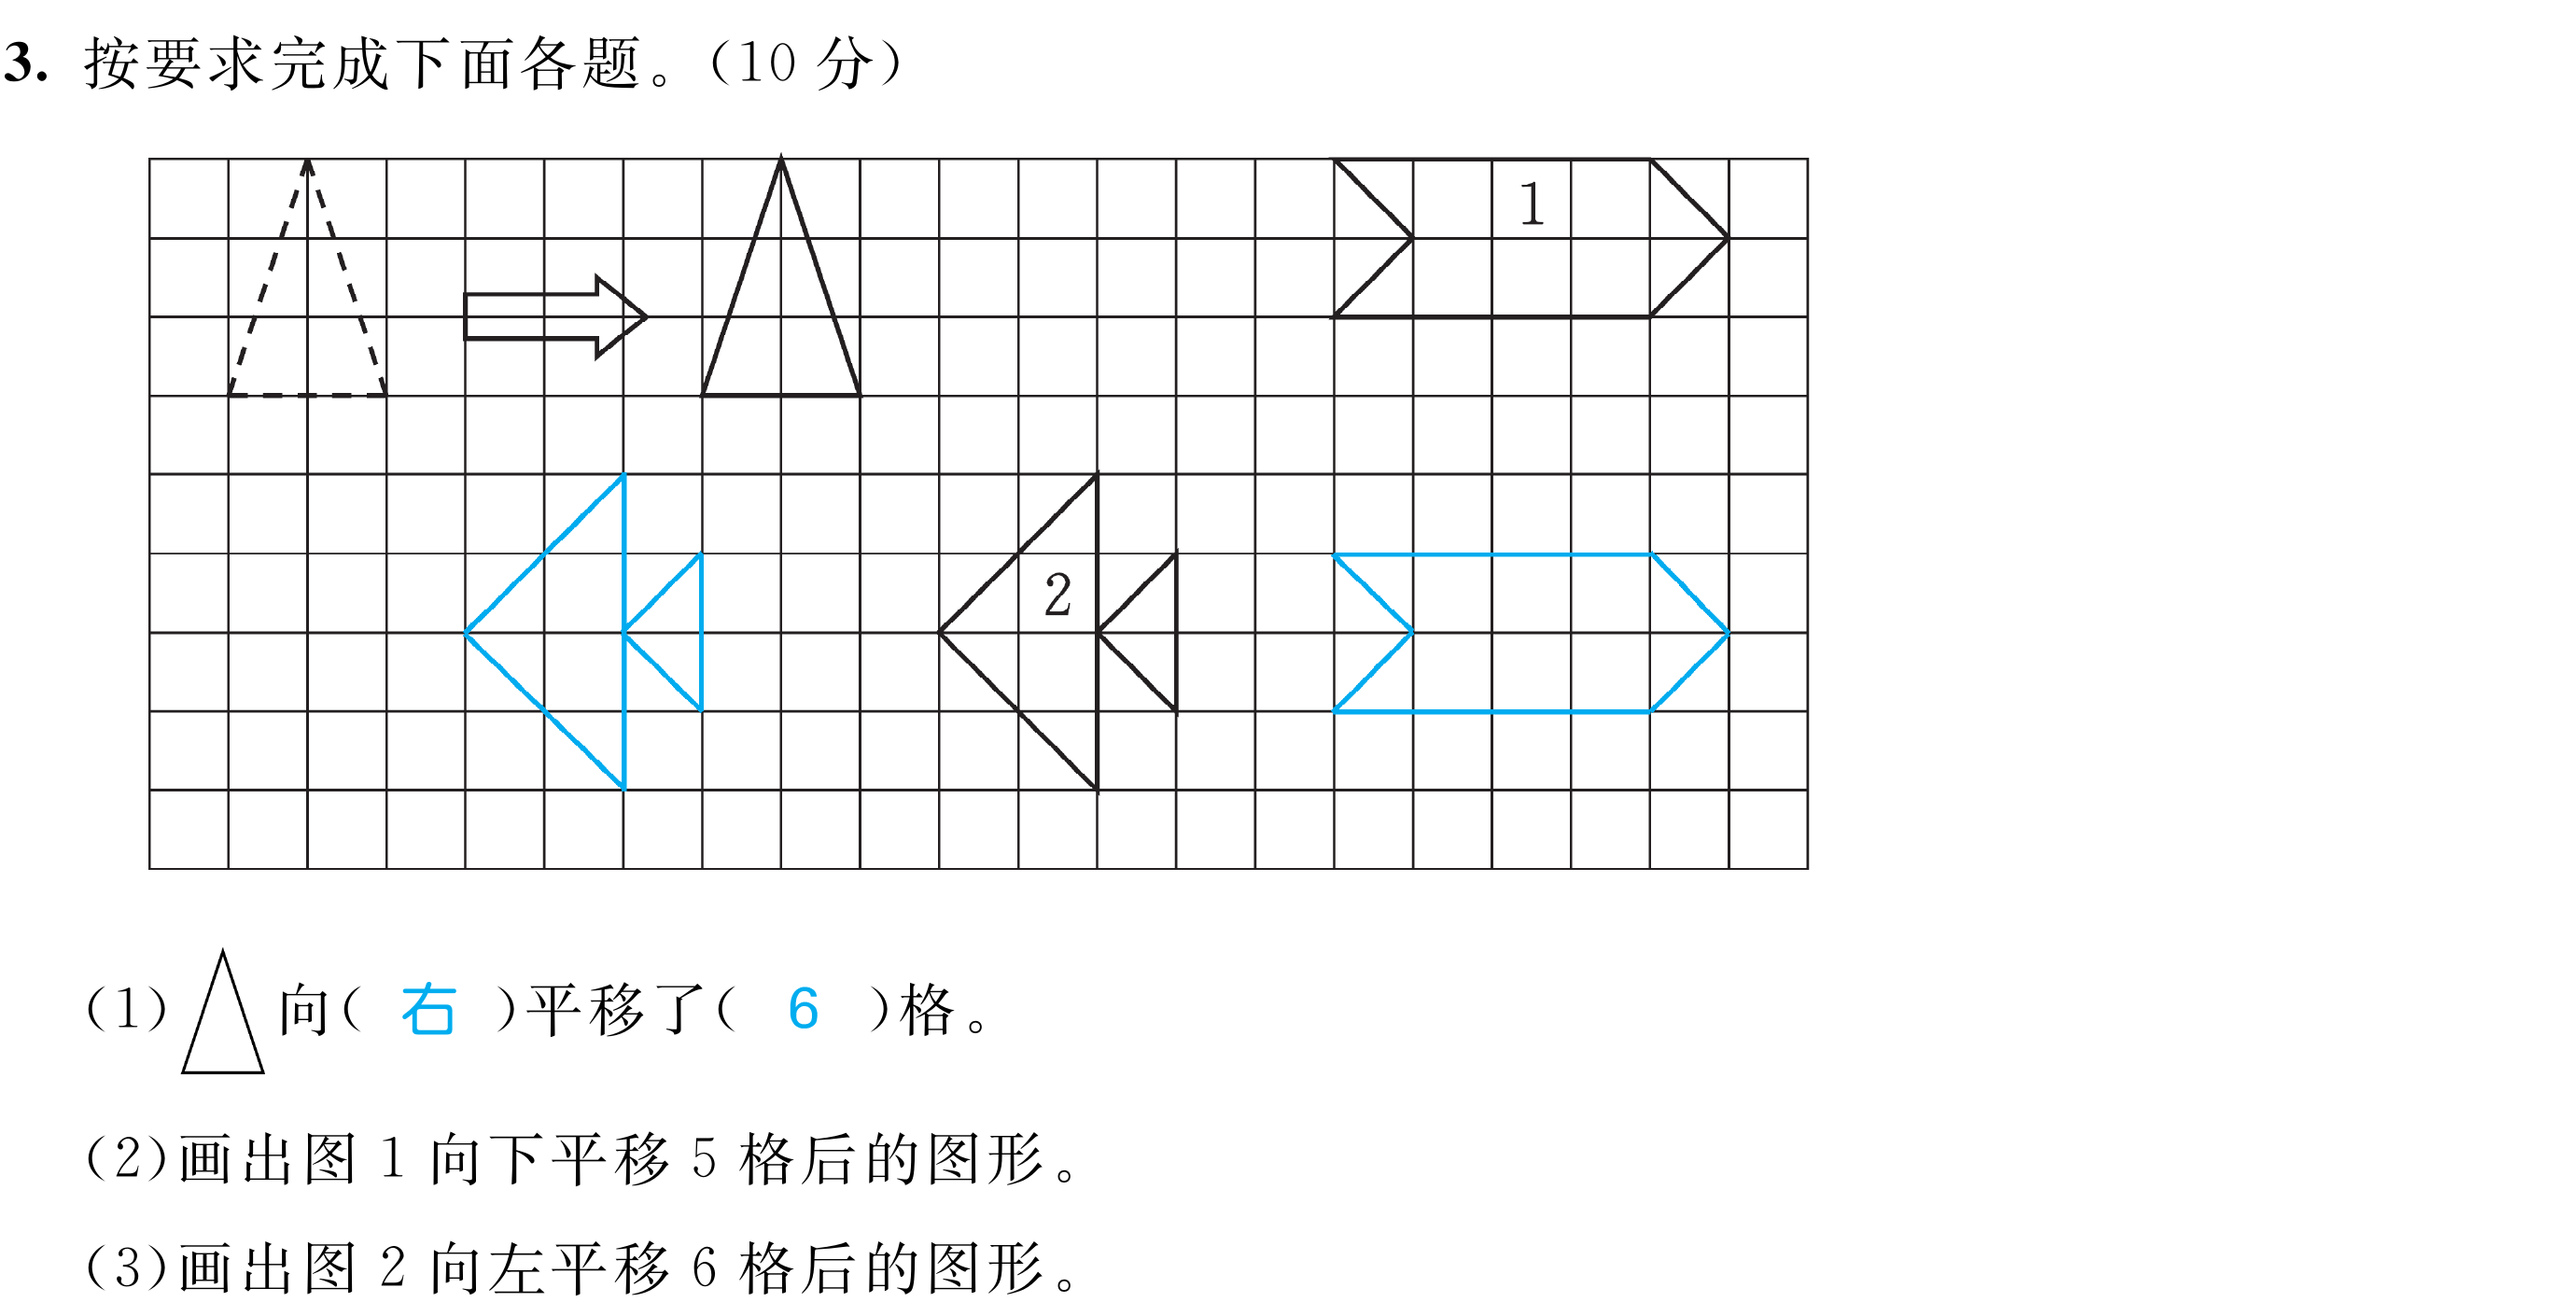 3. 按要求完成下面各题。(10 分)
1
2
(1) 向( 右 )平移了( 6 )格。
(2)画出图 1 向下平移 5 格后的图形。
(3)画出图 2 向左平移 6 格后的图形。